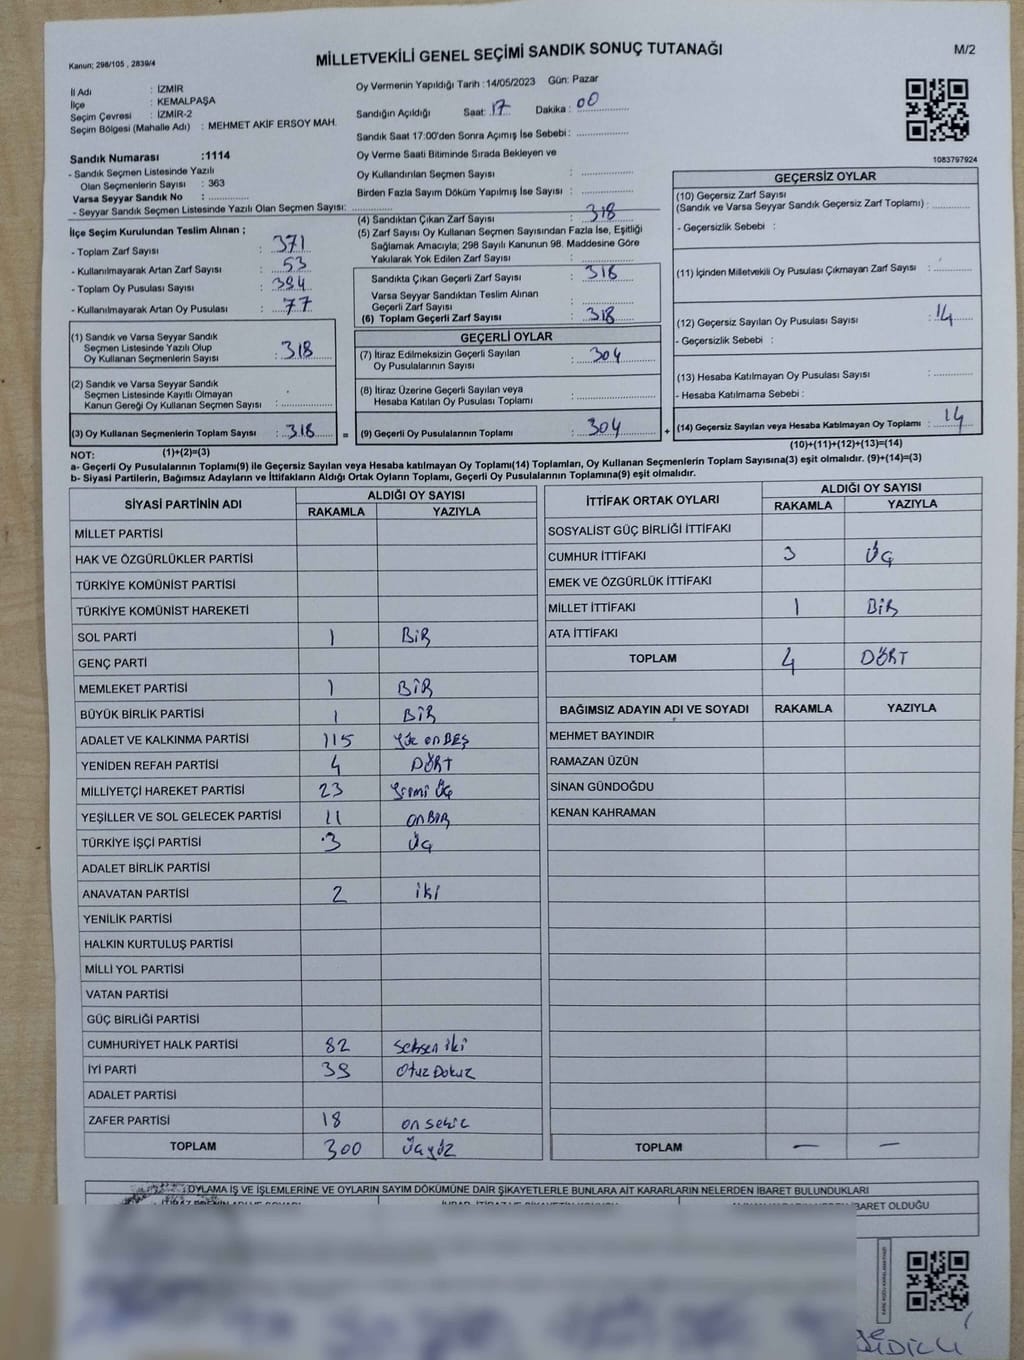 MİLLETVEKİLİ GENEL SEÇİMİ SANDIK SONUÇ TUTANAĞI
M/2
Kanun; 298/105 , 2839/4
İl Adı : İZMİR
İlçe : KEMALPAŞA
Seçim Çevresi : İZMİR-2
Seçim Bölgesi (Mahalle Adı) : MEHMET AKİF ERSOY MAH.
Sandık Numarası :1114
- Sandık Seçmen Listesinde Yazılı
Olan Seçmenlerin Sayısı : 363
Varsa Seyyar Sandık No :
- Seyyar Sandık Seçmen Listesinde Yazılı Olan Seçmen Sayısı:
Oy Vermenin Yapıldığı Tarih :14/05/2023 Gün: Pazar
Sandığın Açıldığı Saat: 17 Dakika : 00
Sandık Saat 17:00'den Sonra Açımış İse Sebebi:
Oy Verme Saati Bitiminde Sırada Bekleyen ve
Oy Kullandırılan Seçmen Sayısı :
Birden Fazla Sayım Döküm Yapılmış İse Sayısı :
1083797924
İlçe Seçim Kurulundan Teslim Alınan ;
- Toplam Zarf Sayısı : 371
- Kullanılmayarak Artan Zarf Sayısı : 53
- Toplam Oy Pusulası Sayısı : 394
- Kullanılmayarak Artan Oy Pusulası : 77
(1) Sandık ve Varsa Seyyar Sandık
Seçmen Listesinde Yazılı Olup
Oy Kullanan Seçmenlerin Sayısı : 318
(2) Sandık ve Varsa Seyyar Sandık
Seçmen Listesinde Kayıtlı Olmayan
Kanun Gereği Oy Kullanan Seçmen Sayısı :
(3) Oy Kullanan Seçmenlerin Toplam Sayısı : 318
(4) Sandıktan Çıkan Zarf Sayısı : 318
(5) Zarf Sayısı Oy Kullanan Seçmen Sayısından Fazla İse, Eşitliği
Sağlamak Amacıyla; 298 Sayılı Kanunun 98. Maddesine Göre
Yakılarak Yok Edilen Zarf Sayısı :
Sandıkta Çıkan Geçerli Zarf Sayısı : 318
Varsa Seyyar Sandıktan Teslim Alınan
Geçerli Zarf Sayısı :
(6) Toplam Geçerli Zarf Sayısı : 318
GEÇERLİ OYLAR
(7) İtiraz Edilmeksizin Geçerli Sayılan
Oy Pusulalarının Sayısı : 304
(8) İtiraz Üzerine Geçerli Sayılan veya
Hesaba Katılan Oy Pusulası Toplamı :
= (9) Geçerli Oy Pusulalarının Toplamı : 304 +
GEÇERSİZ OYLAR
(10) Geçersiz Zarf Sayısı
(Sandık ve Varsa Seyyar Sandık Geçersiz Zarf Toplamı) :
- Geçersizlik Sebebi :
(11) İçinden Milletvekili Oy Pusulası Çıkmayan Zarf Sayısı :
(12) Geçersiz Sayılan Oy Pusulası Sayısı : 14
- Geçersizlik Sebebi :
(13) Hesaba Katılmayan Oy Pusulası Sayısı :
- Hesaba Katılmama Sebebi :
(14) Geçersiz Sayılan veya Hesaba Katılmayan Oy Toplamı : 14
NOT: (1)+(2)=(3)
(10)+(11)+(12)+(13)=(14)
a- Geçerli Oy Pusulalarının Toplamı(9) ile Geçersiz Sayılan veya Hesaba katılmayan Oy Toplamı(14) Toplamları, Oy Kullanan Seçmenlerin Toplam Sayısına(3) eşit olmalıdır. (9)+(14)=(3)
b- Siyasi Partilerin, Bağımsız Adayların ve İttifakların Aldığı Ortak Oyların Toplamı, Geçerli Oy Pusulalarının Toplamına(9) eşit olmalıdır.
SİYASİ PARTİNİN ADI ALDIĞI OY SAYISI
RAKAMLA YAZIYLA
MİLLET PARTİSİ
HAK VE ÖZGÜRLÜKLER PARTİSİ
TÜRKİYE KOMÜNİST PARTİSİ
TÜRKİYE KOMÜNİST HAREKETİ
SOL PARTİ 1 BİR
GENÇ PARTİ
MEMLEKET PARTİSİ 1 BİR
BÜYÜK BİRLİK PARTİSİ 1 BİR
ADALET VE KALKINMA PARTİSİ 115 Yüz onBEŞ
YENİDEN REFAH PARTİSİ 4 DÖRT
MİLLİYETÇİ HAREKET PARTİSİ 23 Yirmi Üç
YEŞİLLER VE SOL GELECEK PARTİSİ 11 onBİR
TÜRKİYE İŞÇİ PARTİSİ 3 Üç
ADALET BİRLİK PARTİSİ
ANAVATAN PARTİSİ 2 iki
YENİLİK PARTİSİ
HALKIN KURTULUŞ PARTİSİ
MİLLİ YOL PARTİSİ
VATAN PARTİSİ
GÜÇ BİRLİĞİ PARTİSİ
CUMHURİYET HALK PARTİSİ 82 Seksen iki
İYİ PARTİ 39 Otuz Dokuz
ADALET PARTİSİ
ZAFER PARTİSİ 18 on sekiz
TOPLAM 300 Üçyüz
İTTİFAK ORTAK OYLARI ALDIĞI OY SAYISI
RAKAMLA YAZIYLA
SOSYALİST GÜÇ BİRLİĞİ İTTİFAKI
CUMHUR İTTİFAKI 3 Üç
EMEK VE ÖZGÜRLÜK İTTİFAKI
MİLLET İTTİFAKI 1 BİR
ATA İTTİFAKI
TOPLAM 4 DÖRT
BAĞIMSIZ ADAYIN ADI VE SOYADI RAKAMLA YAZIYLA
MEHMET BAYINDIR
RAMAZAN ÜZÜN
SİNAN GÜNDOĞDU
KENAN KAHRAMAN
TOPLAM — —
OYLAMA İŞ VE İŞLEMLERİNE VE OYLARIN SAYIM DÖKÜMÜNE DAİR ŞİKAYETLERLE BUNLARA AİT KARARLARIN NELERDEN İBARET BULUNDUKLARI
İBARET OLDUĞU